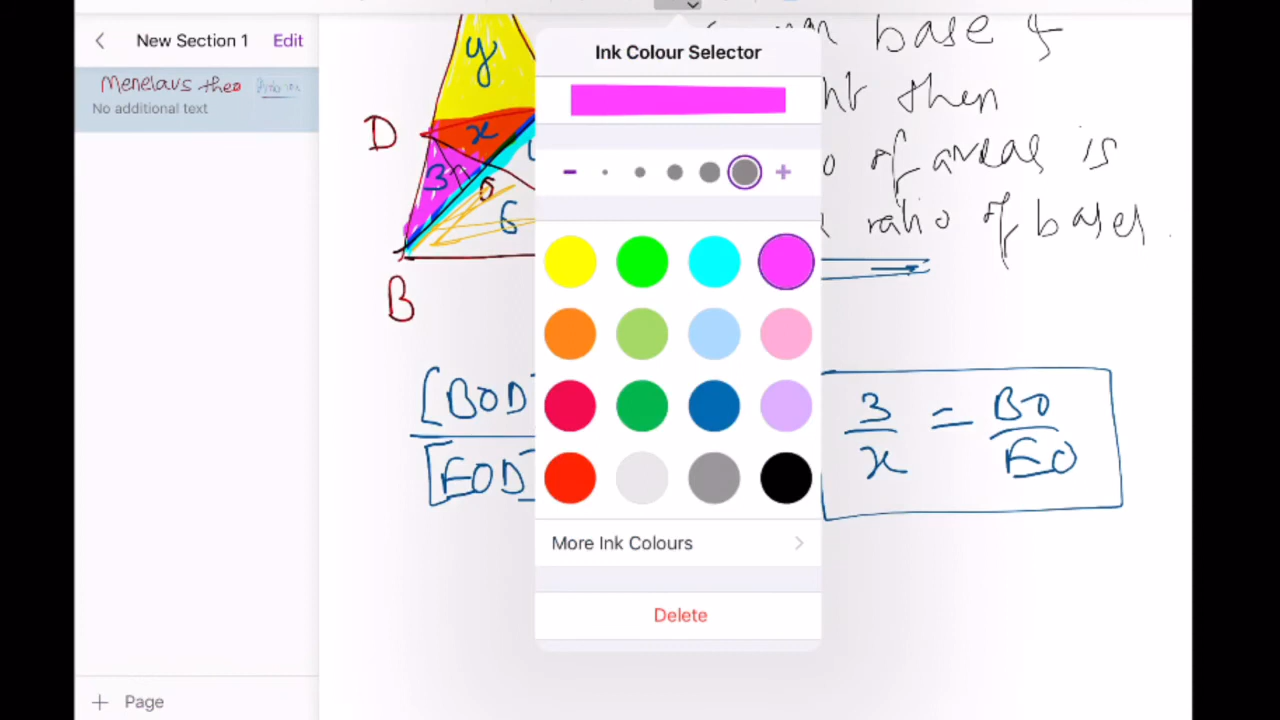 New Section 1
Edit
Menelaus theo
No additional text
Page
Ink Colour Selector
More Ink Colours
Delete
base &
then
of areas is
ratio of bases.
y
D
x
3
O
6
B
[BOD]
[EOD]
3/x = BO/EO